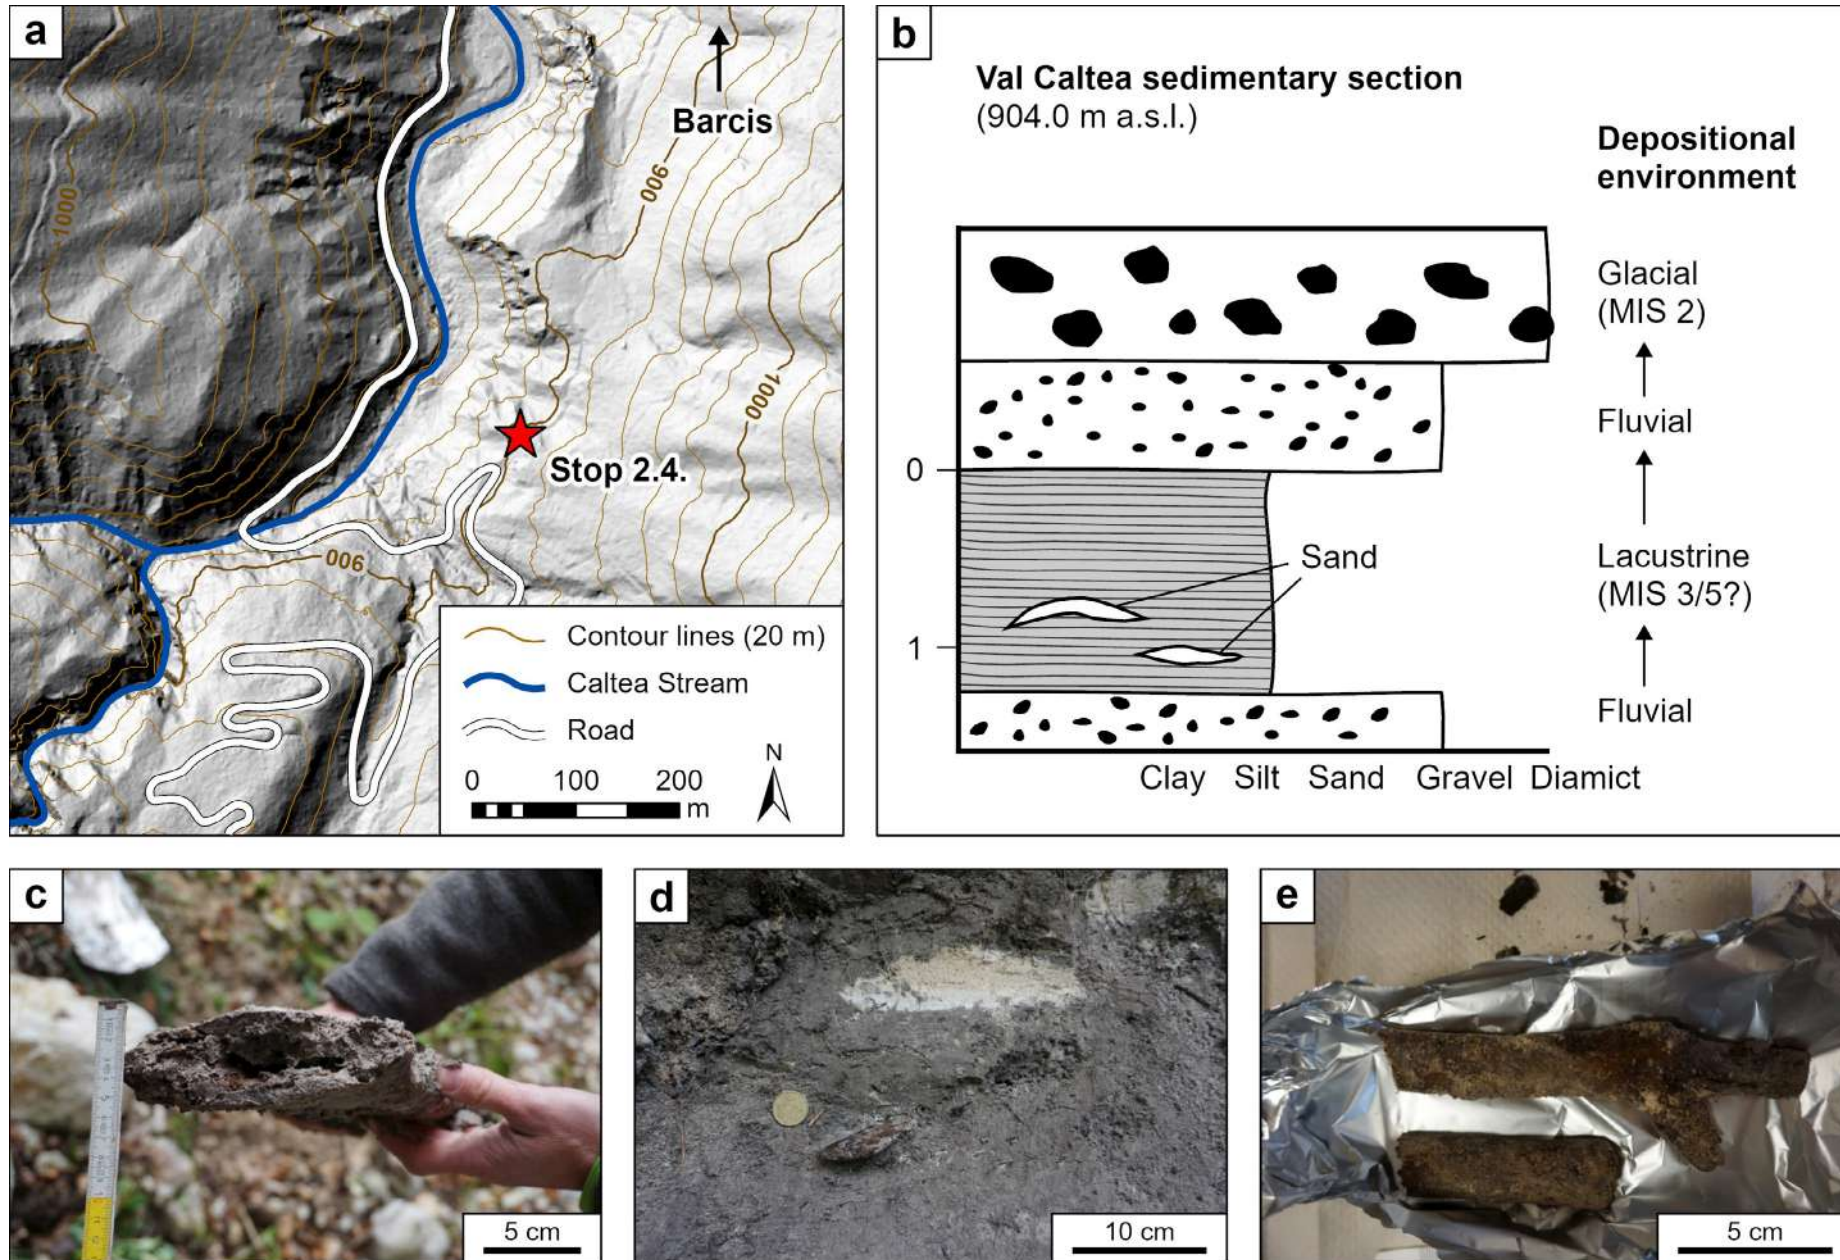 a
Barcis
1000
900
1000
Stop 2.4.
900
Contour lines (20 m)
Caltea Stream
Road
0 100 200
m
N
b
Val Caltea sedimentary section
(904.0 m a.s.l.)
Depositional
environment
Glacial
(MIS 2)
Fluvial
0
Sand
Lacustrine
(MIS 3/5?)
1
Fluvial
Clay Silt Sand Gravel Diamict
c
5 cm
d
10 cm
e
5 cm